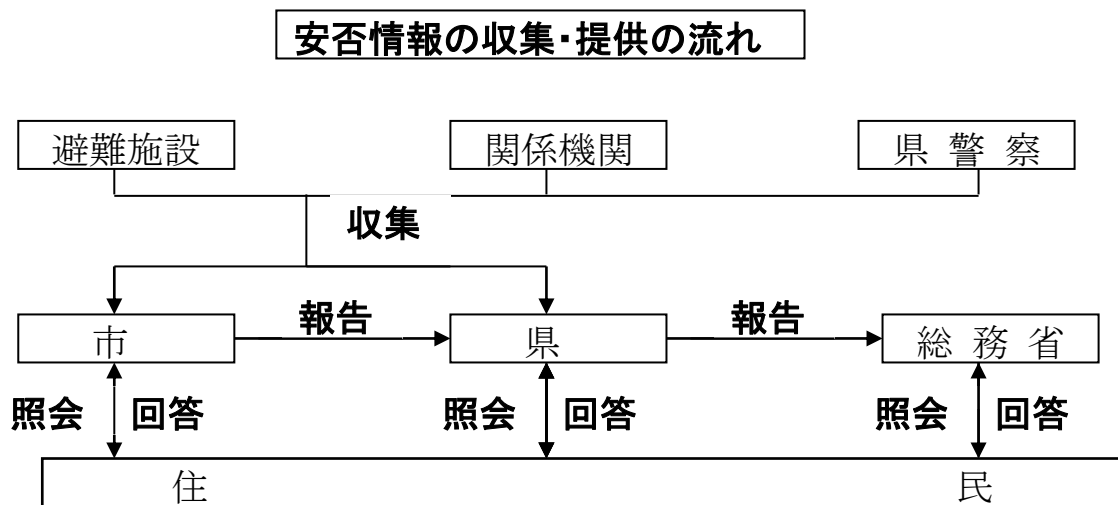 安否情報の収集・提供の流れ
避難施設 関係機関 県警察
収集
報告 報告
市 県 総務省
照会 回答 照会 回答 照会 回答
住民